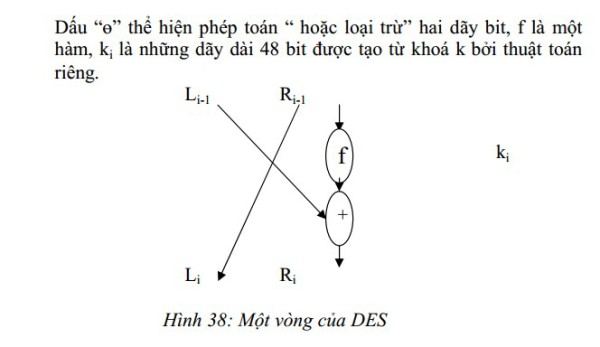 Dấu “ɵ” thể hiện phép toán “ hoặc loại trừ” hai dãy bit, f là một
hàm, kᵢ là những dãy dài 48 bit được tạo từ khoá k bởi thuật toán
riêng.
Lᵢ₋₁ Rᵢ₋₁
f kᵢ
+
Lᵢ Rᵢ
Hình 38: Một vòng của DES